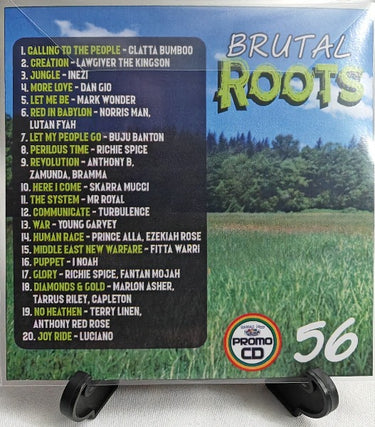 BRUTAL
ROOTS
1. CALLING TO THE PEOPLE – CLATTA BUMBOO
2. CREATION – LAWGIVER THE KINGSON
3. JUNGLE – INEZI
4. MORE LOVE – DAN GIO
5. LET ME BE – MARK WONDER
6. RED IN BABYLON – NORRIS MAN,
LUTAN FYAH
7. LET MY PEOPLE GO – BUJU BANTON
8. PERILOUS TIME – RICHIE SPICE
9. REVOLUTION – ANTHONY B,
ZAMUNDA, BRAMMA
10. HERE I COME – SKARRA MUCCI
11. THE SYSTEM – MR ROYAL
12. COMMUNICATE – TURBULENCE
13. WAR – YOUNG GARVEY
14. HUMAN RACE – PRINCE ALLA, EZEKIAH ROSE
15. MIDDLE EAST NEW WARFARE – FITTA WARRI
16. PUPPET – I NOAH
17. GLORY – RICHIE SPICE, FANTAN MOJAH
18. DIAMONDS & GOLD – MARLON ASHER,
TARRUS RILEY, CAPLETON
19. NO HEATHEN – TERRY LINEN,
ANTHONY RED ROSE
20. JOY RIDE – LUCIANO
PROMO
CD
56